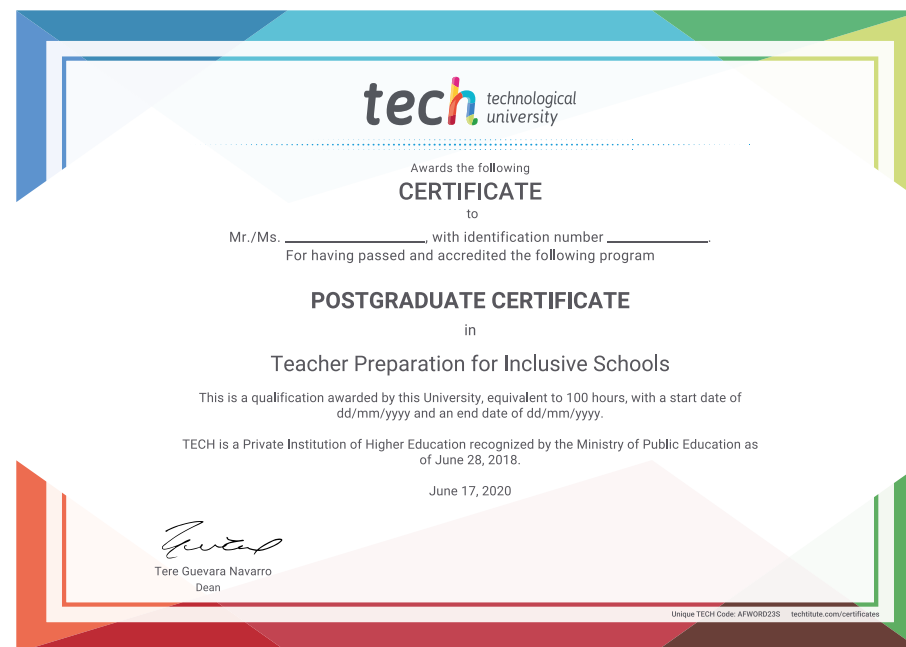 tech technological
university
Awards the following
CERTIFICATE
to
Mr./Ms. ____________________, with identification number ______________.
For having passed and accredited the following program
POSTGRADUATE CERTIFICATE
in
Teacher Preparation for Inclusive Schools
This is a qualification awarded by this University, equivalent to 100 hours, with a start date of
dd/mm/yyyy and an end date of dd/mm/yyyy.
TECH is a Private Institution of Higher Education recognized by the Ministry of Public Education as
of June 28, 2018.
June 17, 2020
Tere Guevara Navarro
Dean
Unique TECH Code: AFWORD23S techtitute.com/certificates